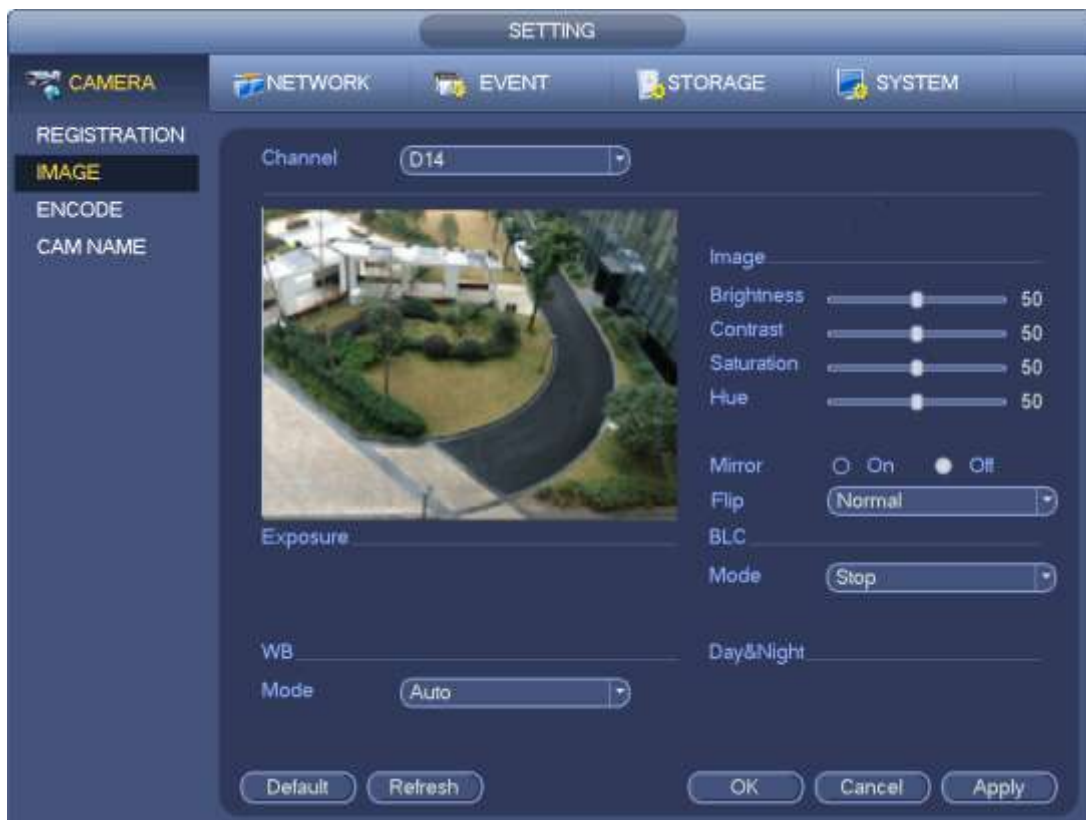 SETTING
CAMERA NETWORK EVENT STORAGE SYSTEM
REGISTRATION
IMAGE
ENCODE
CAM NAME
Channel D14
Image
Brightness 50
Contrast 50
Saturation 50
Hue 50
Mirror On Off
Flip Normal
Exposure
BLC
Mode Stop
WB
Day&Night
Mode Auto
Default Refresh OK Cancel Apply